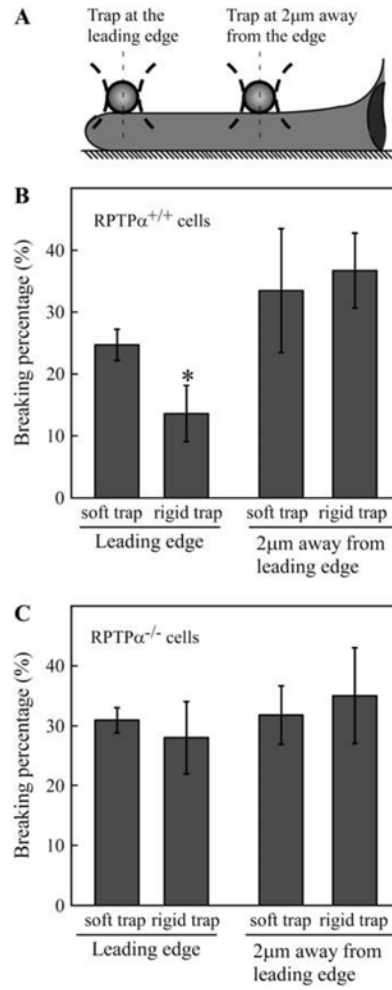 A
Trap at the leading edge
Trap at 2μm away from the edge
B
RPTPα+/+ cells
Breaking percentage (%)
40
30
20
10
0
*
soft trap rigid trap soft trap rigid trap
Leading edge
2μm away from leading edge
C
RPTPα-/- cells
Breaking percentage (%)
40
30
20
10
0
soft trap rigid trap soft trap rigid trap
Leading edge
2μm away from leading edge